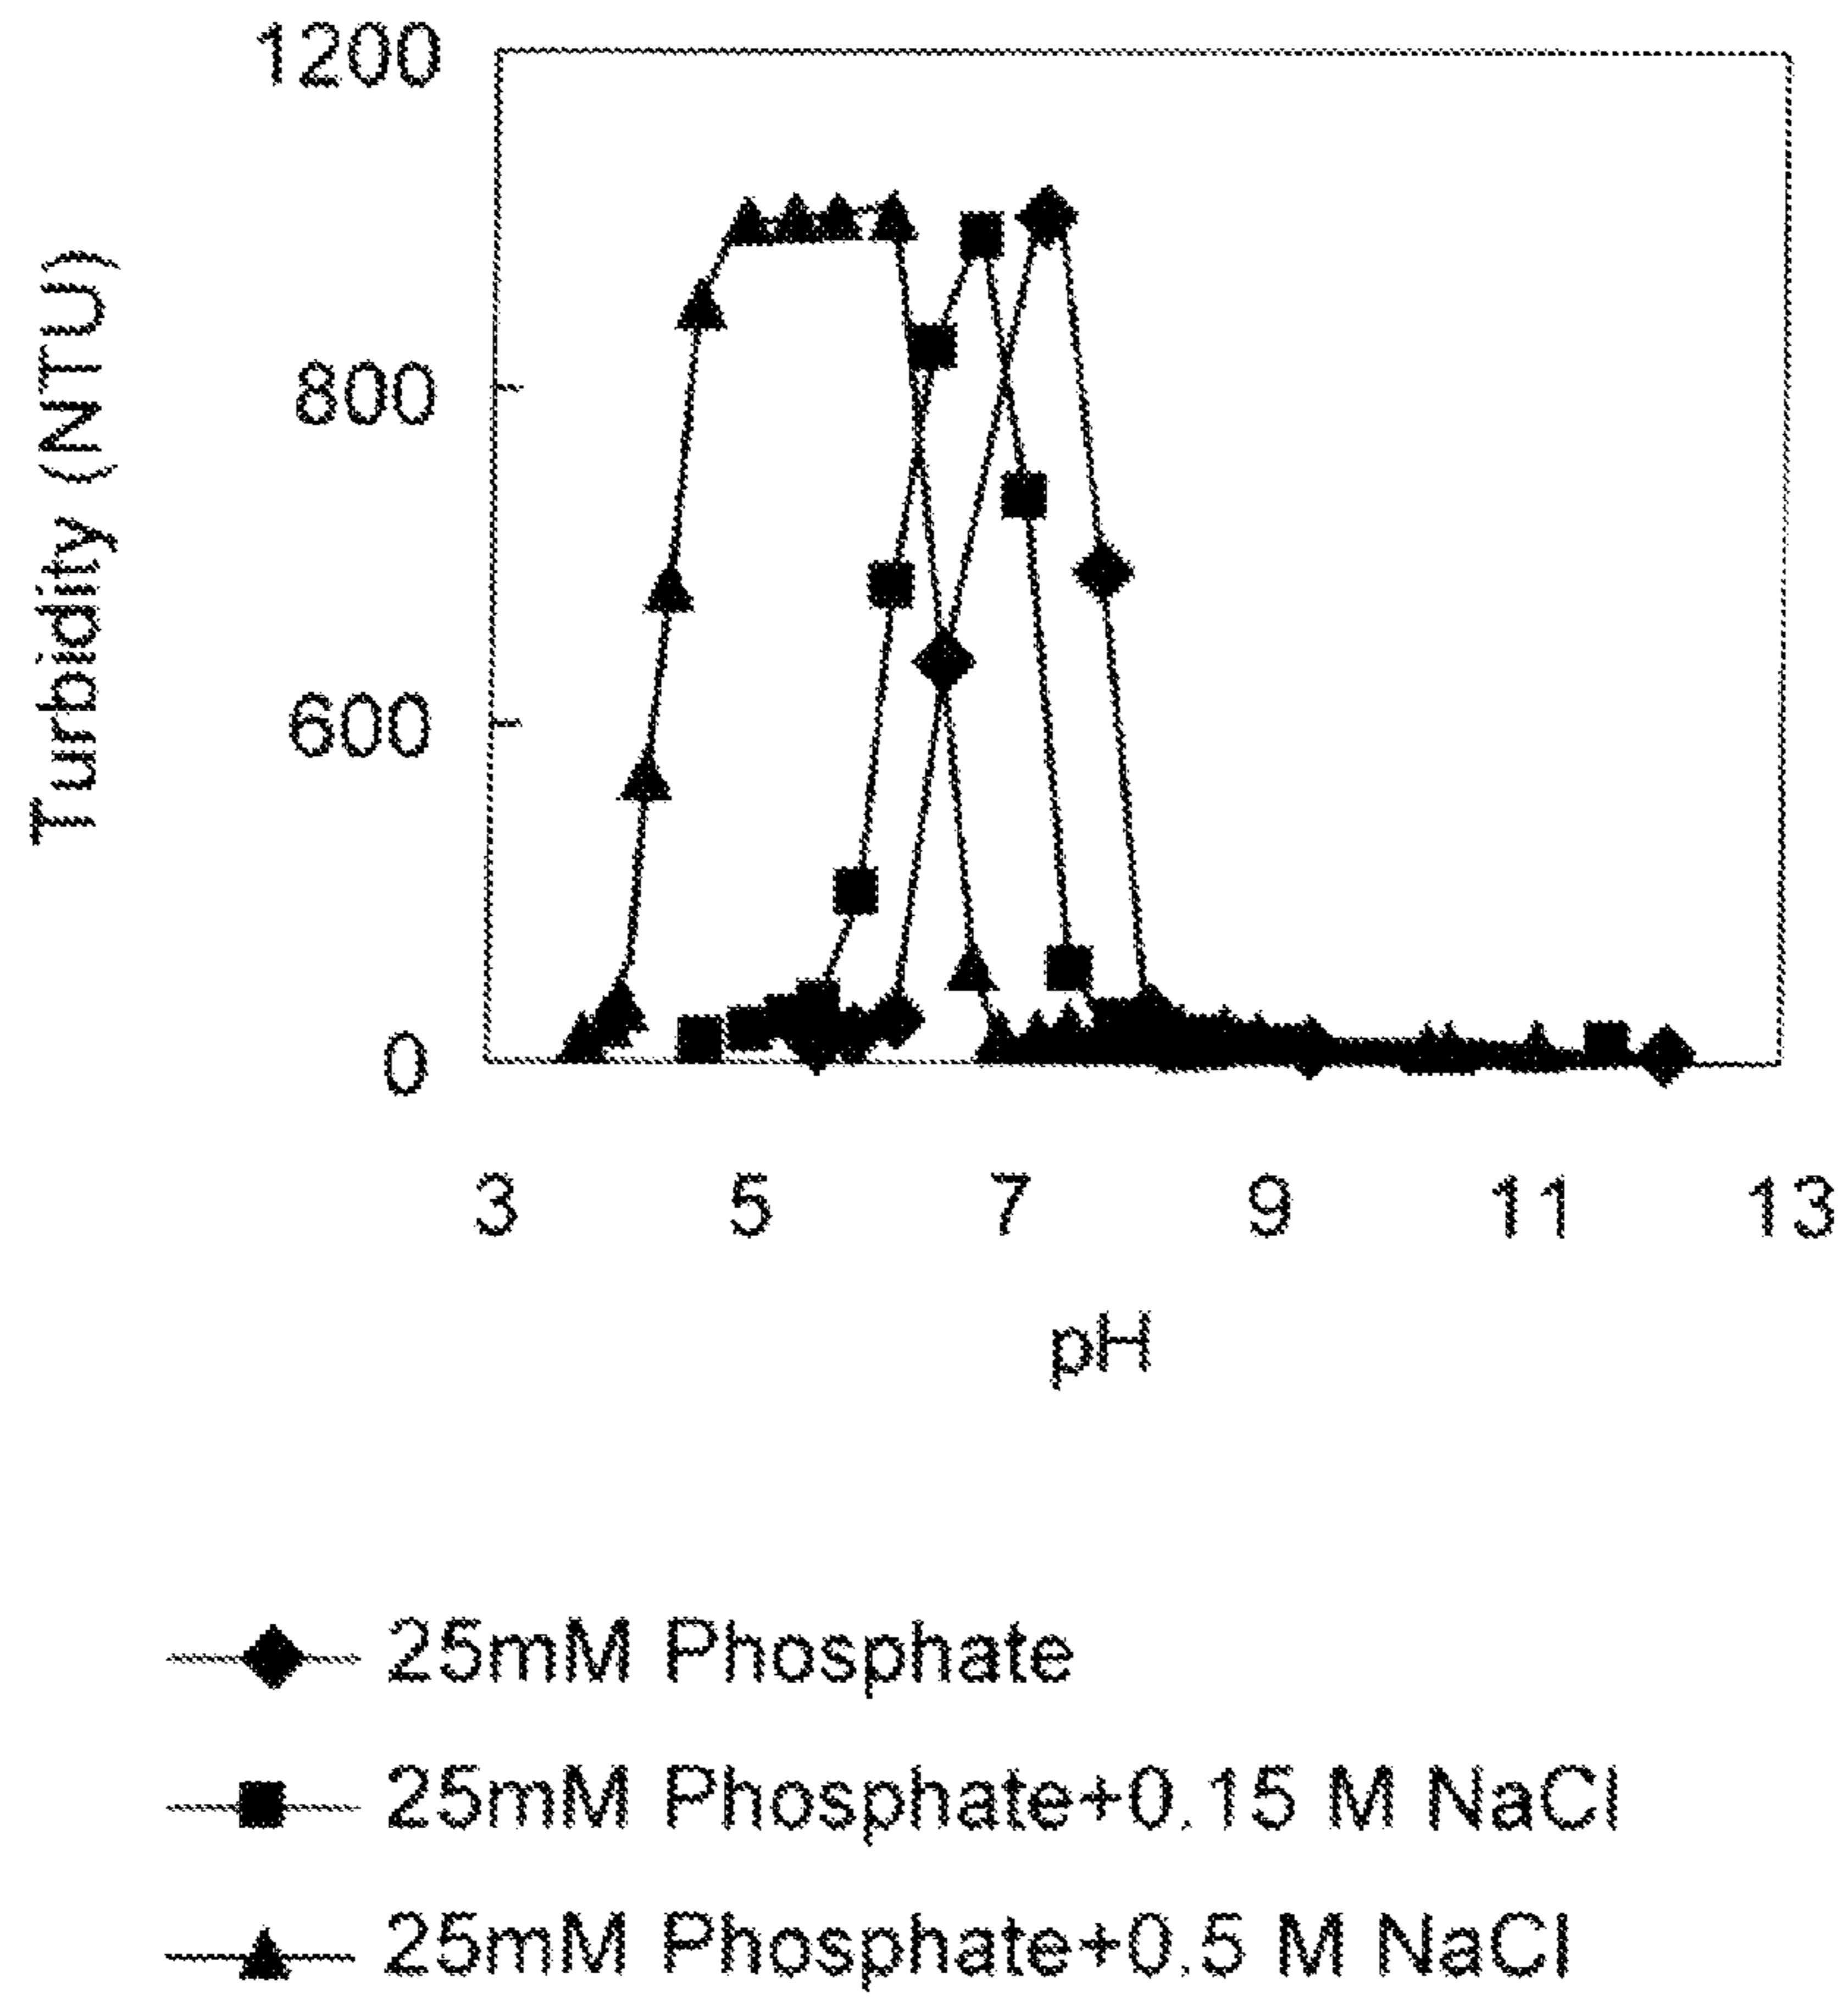 1200
800
600
0
Turbidity (NTU)
3 5 7 9 11 13
pH
25mM Phosphate
25mM Phosphate+0.15 M NaCl
25mM Phosphate+0.5 M NaCl